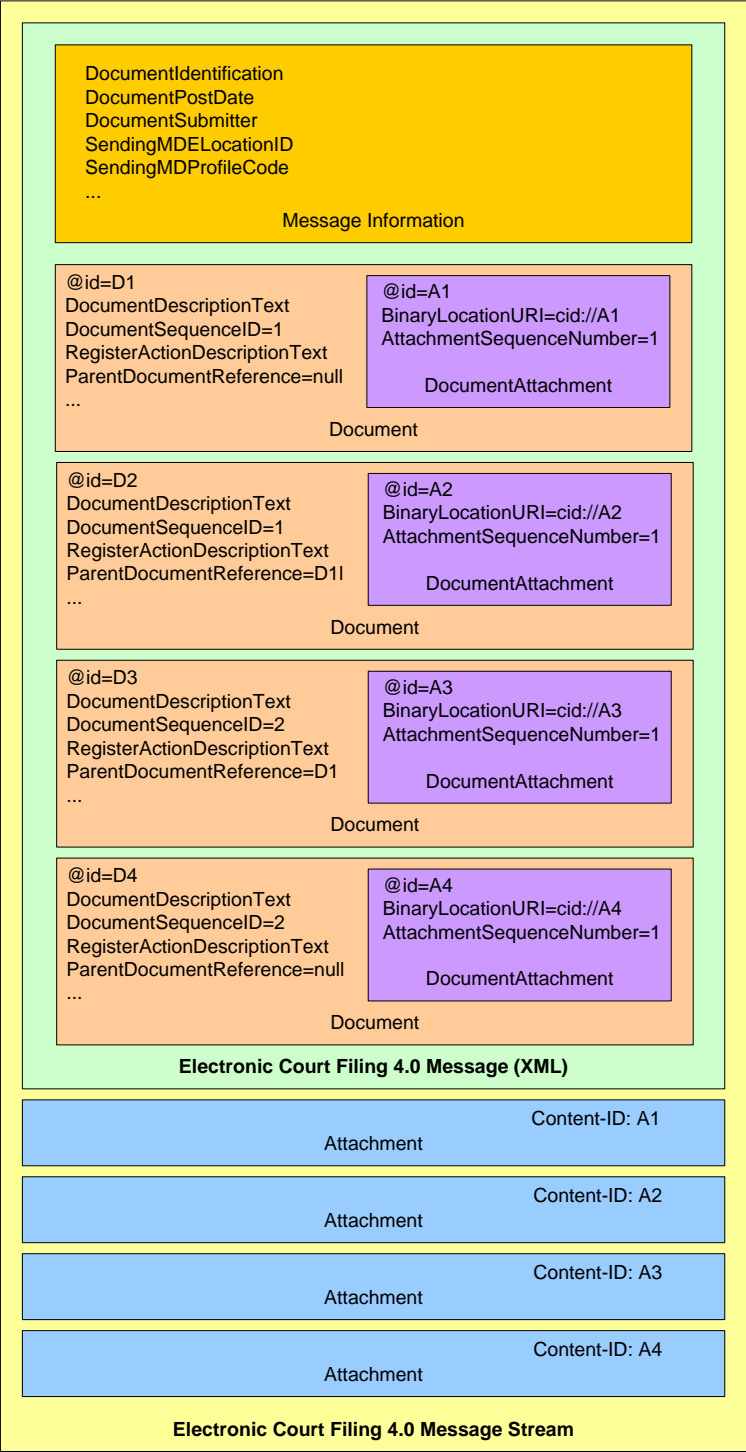 DocumentIdentification
DocumentPostDate
DocumentSubmitter
SendingMDELocationID
SendingMDProfileCode
...
Message Information
@id=D1
DocumentDescriptionText
DocumentSequenceID=1
RegisterActionDescriptionText
ParentDocumentReference=null
...
@id=A1
BinaryLocationURI=cid://A1
AttachmentSequenceNumber=1
DocumentAttachment
Document
@id=D2
DocumentDescriptionText
DocumentSequenceID=1
RegisterActionDescriptionText
ParentDocumentReference=D1l
...
@id=A2
BinaryLocationURI=cid://A2
AttachmentSequenceNumber=1
DocumentAttachment
Document
@id=D3
DocumentDescriptionText
DocumentSequenceID=2
RegisterActionDescriptionText
ParentDocumentReference=D1
...
@id=A3
BinaryLocationURI=cid://A3
AttachmentSequenceNumber=1
DocumentAttachment
Document
@id=D4
DocumentDescriptionText
DocumentSequenceID=2
RegisterActionDescriptionText
ParentDocumentReference=null
...
@id=A4
BinaryLocationURI=cid://A4
AttachmentSequenceNumber=1
DocumentAttachment
Document
Electronic Court Filing 4.0 Message (XML)
Content-ID: A1
Attachment
Content-ID: A2
Attachment
Content-ID: A3
Attachment
Content-ID: A4
Attachment
Electronic Court Filing 4.0 Message Stream